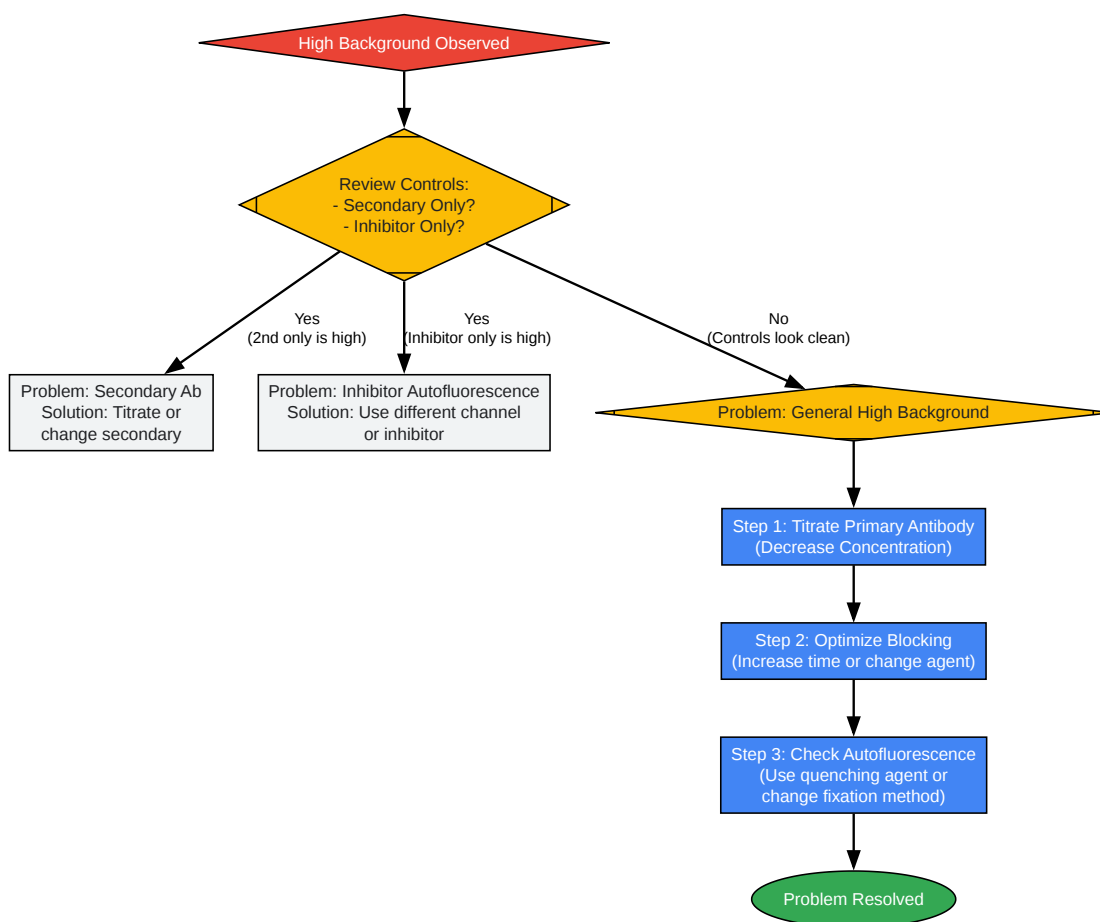 High Background Observed
Review Controls:
- Secondary Only?
- Inhibitor Only?
Yes
(2nd only is high)
Yes
(Inhibitor only is high)
No
(Controls look clean)
Problem: Secondary Ab
Solution: Titrate or
change secondary
Problem: Inhibitor Autofluorescence
Solution: Use different channel
or inhibitor
Problem: General High Background
Step 1: Titrate Primary Antibody
(Decrease Concentration)
Step 2: Optimize Blocking
(Increase time or change agent)
Step 3: Check Autofluorescence
(Use quenching agent or
change fixation method)
Problem Resolved